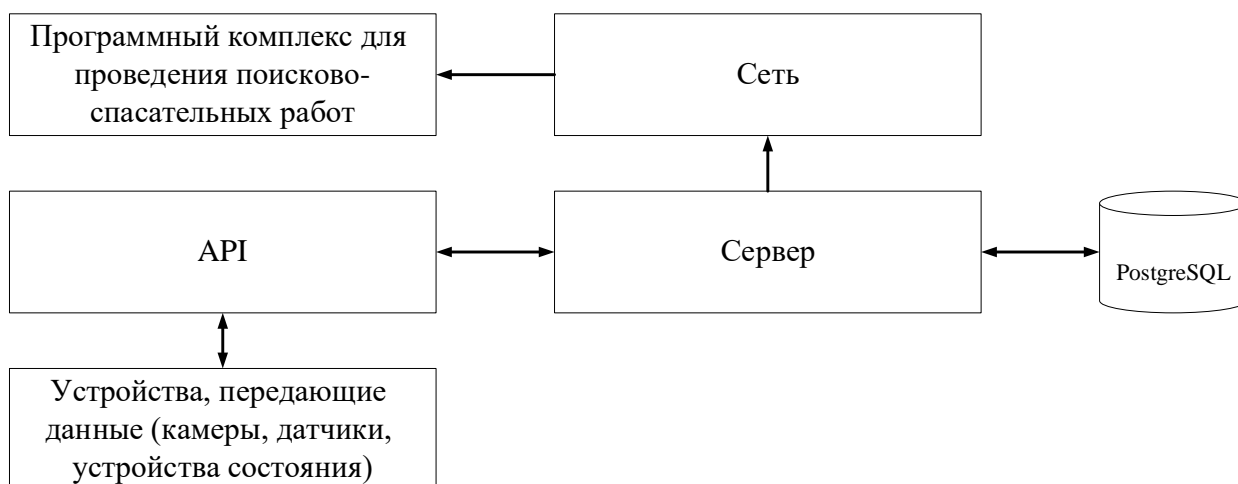 Программный комплекс для
проведения поисково-
спасательных работ
Сеть
API
Сервер
PostgreSQL
Устройства, передающие
данные (камеры, датчики,
устройства состояния)